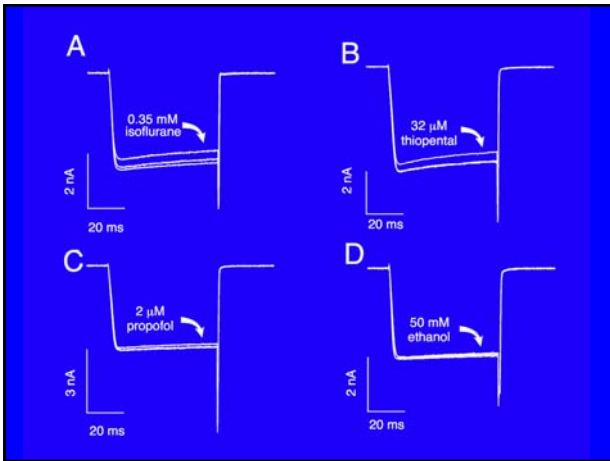 A
0.35 mM
isoflurane
2 nA
20 ms
B
32 µM
thiopental
2 nA
20 ms
C
2 µM
propofol
3 nA
20 ms
D
50 mM
ethanol
2 nA
20 ms